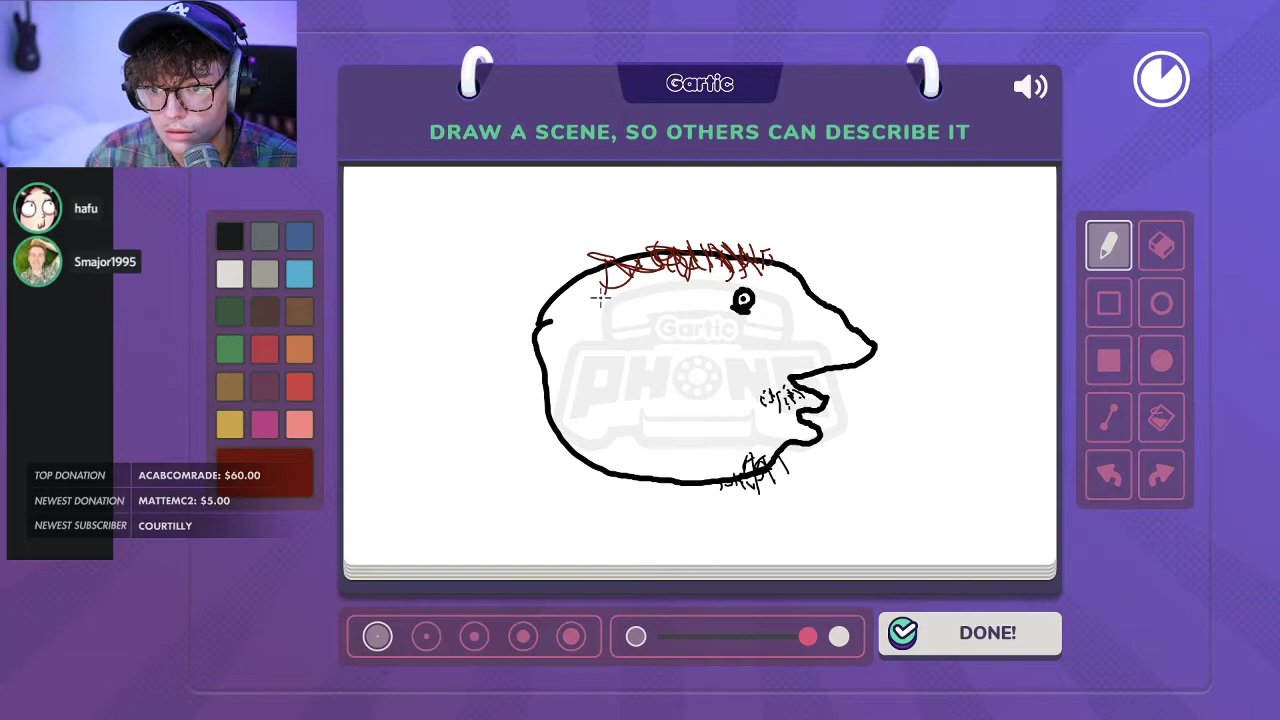 Gartic
DRAW A SCENE, SO OTHERS CAN DESCRIBE IT
hafu
Smajor1995
Gartic
PHONE
TOP DONATION ACABCOMRADE: $60.00
NEWEST DONATION MATTEMC2: $5.00
NEWEST SUBSCRIBER COURTILLY
DONE!